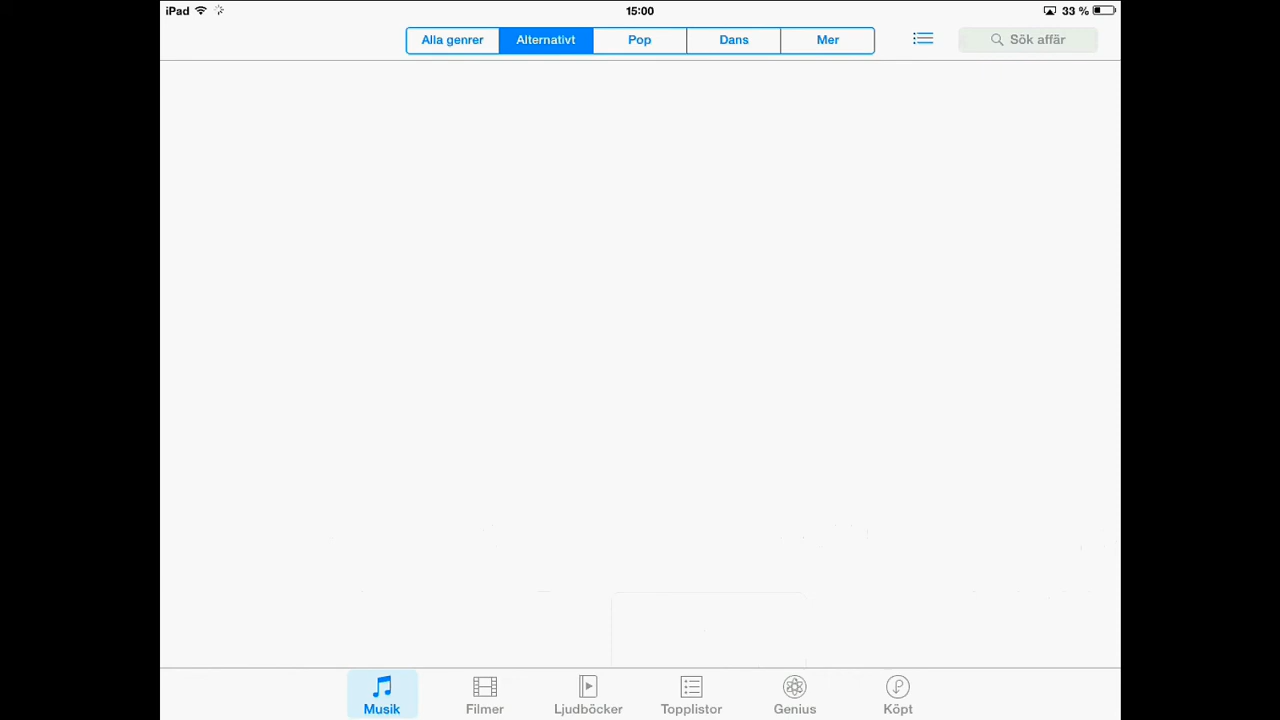 iPad 15:00 33 %
Alla genrer Alternativt Pop Dans Mer Sök affär
Musik Filmer Ljudböcker Topplistor Genius Köpt